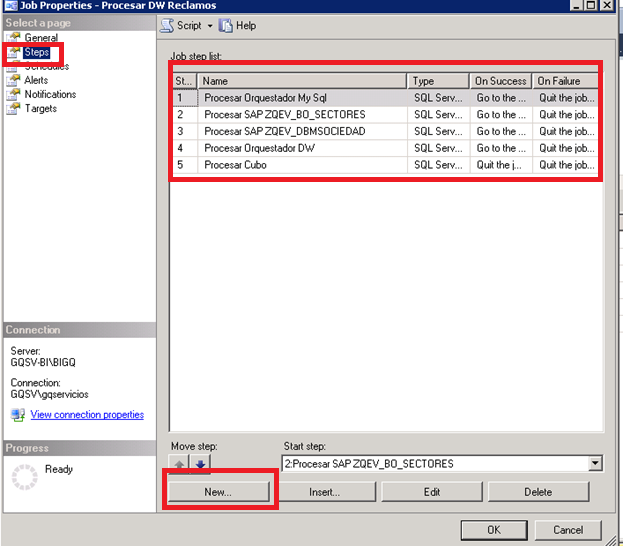 Job Properties - Procesar DW Reclamos
Select a page
General
Steps
Schedules
Alerts
Notifications
Targets
Script
Help
Job step list:
St... Name Type On Success On Failure
1 Procesar Orquestador My Sql SQL Serv... Go to the ... Quit the job...
2 Procesar SAP ZQEV_BO_SECTORES SQL Serv... Go to the ... Quit the job...
3 Procesar SAP ZQEV_DBMSOCIEDAD SQL Serv... Go to the ... Quit the job...
4 Procesar Orquestador DW SQL Serv... Go to the ... Quit the job...
5 Procesar Cubo SQL Serv... Quit the j... Quit the job...
Connection
Server:
GQSV-BI\BIGQ
Connection:
GQSV\gqservicios
View connection properties
Progress
Ready
Move step:
Start step:
2:Procesar SAP ZQEV_BO_SECTORES
New... Insert... Edit Delete
OK Cancel